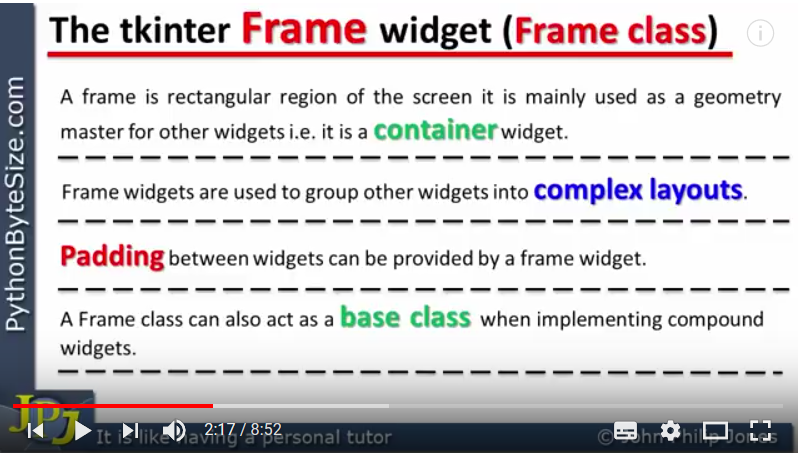 The tkinter Frame widget (Frame class)
A frame is rectangular region of the screen it is mainly used as a geometry
master for other widgets i.e. it is a container widget.
Frame widgets are used to group other widgets into complex layouts.
Padding between widgets can be provided by a frame widget.
A Frame class can also act as a base class when implementing compound
widgets.
PythonByteSize.com
JPJ
2:17 / 8:52
It is like having a personal tutor
© John Philip Jones